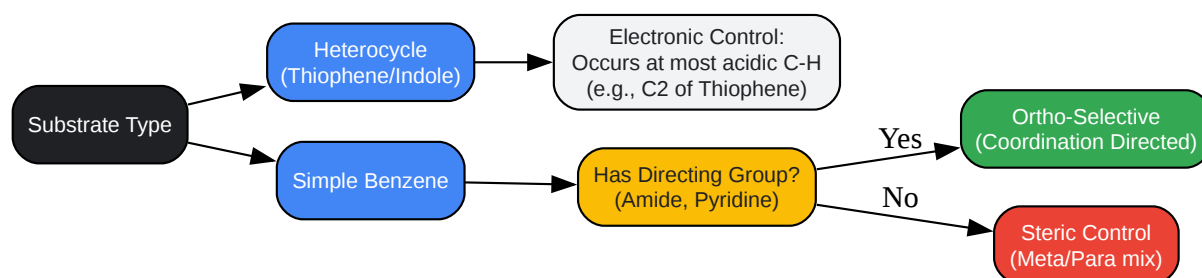 Substrate Type
Heterocycle
(Thiophene/Indole)
Electronic Control:
Occurs at most acidic C-H
(e.g., C2 of Thiophene)
Simple Benzene
Has Directing Group?
(Amide, Pyridine)
Yes
Ortho-Selective
(Coordination Directed)
No
Steric Control
(Meta/Para mix)